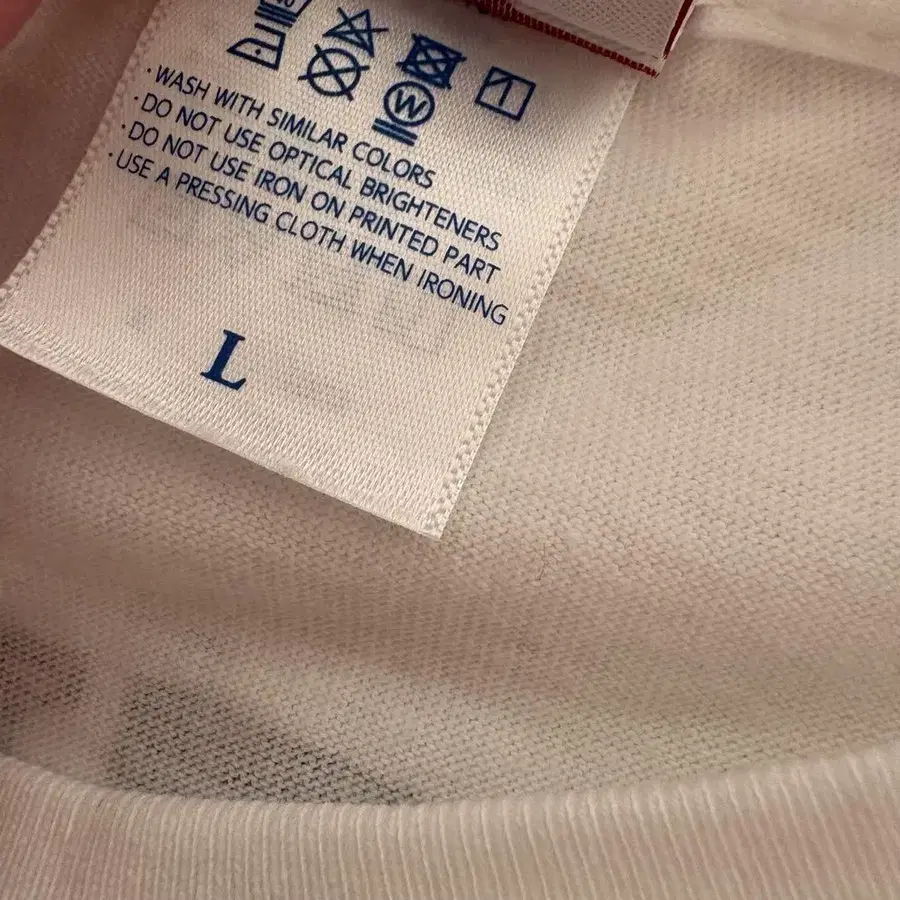 W
· WASH WITH SIMILAR COLORS
· DO NOT USE OPTICAL BRIGHTENERS
· DO NOT USE IRON ON PRINTED PART
· USE A PRESSING CLOTH WHEN IRONING
L